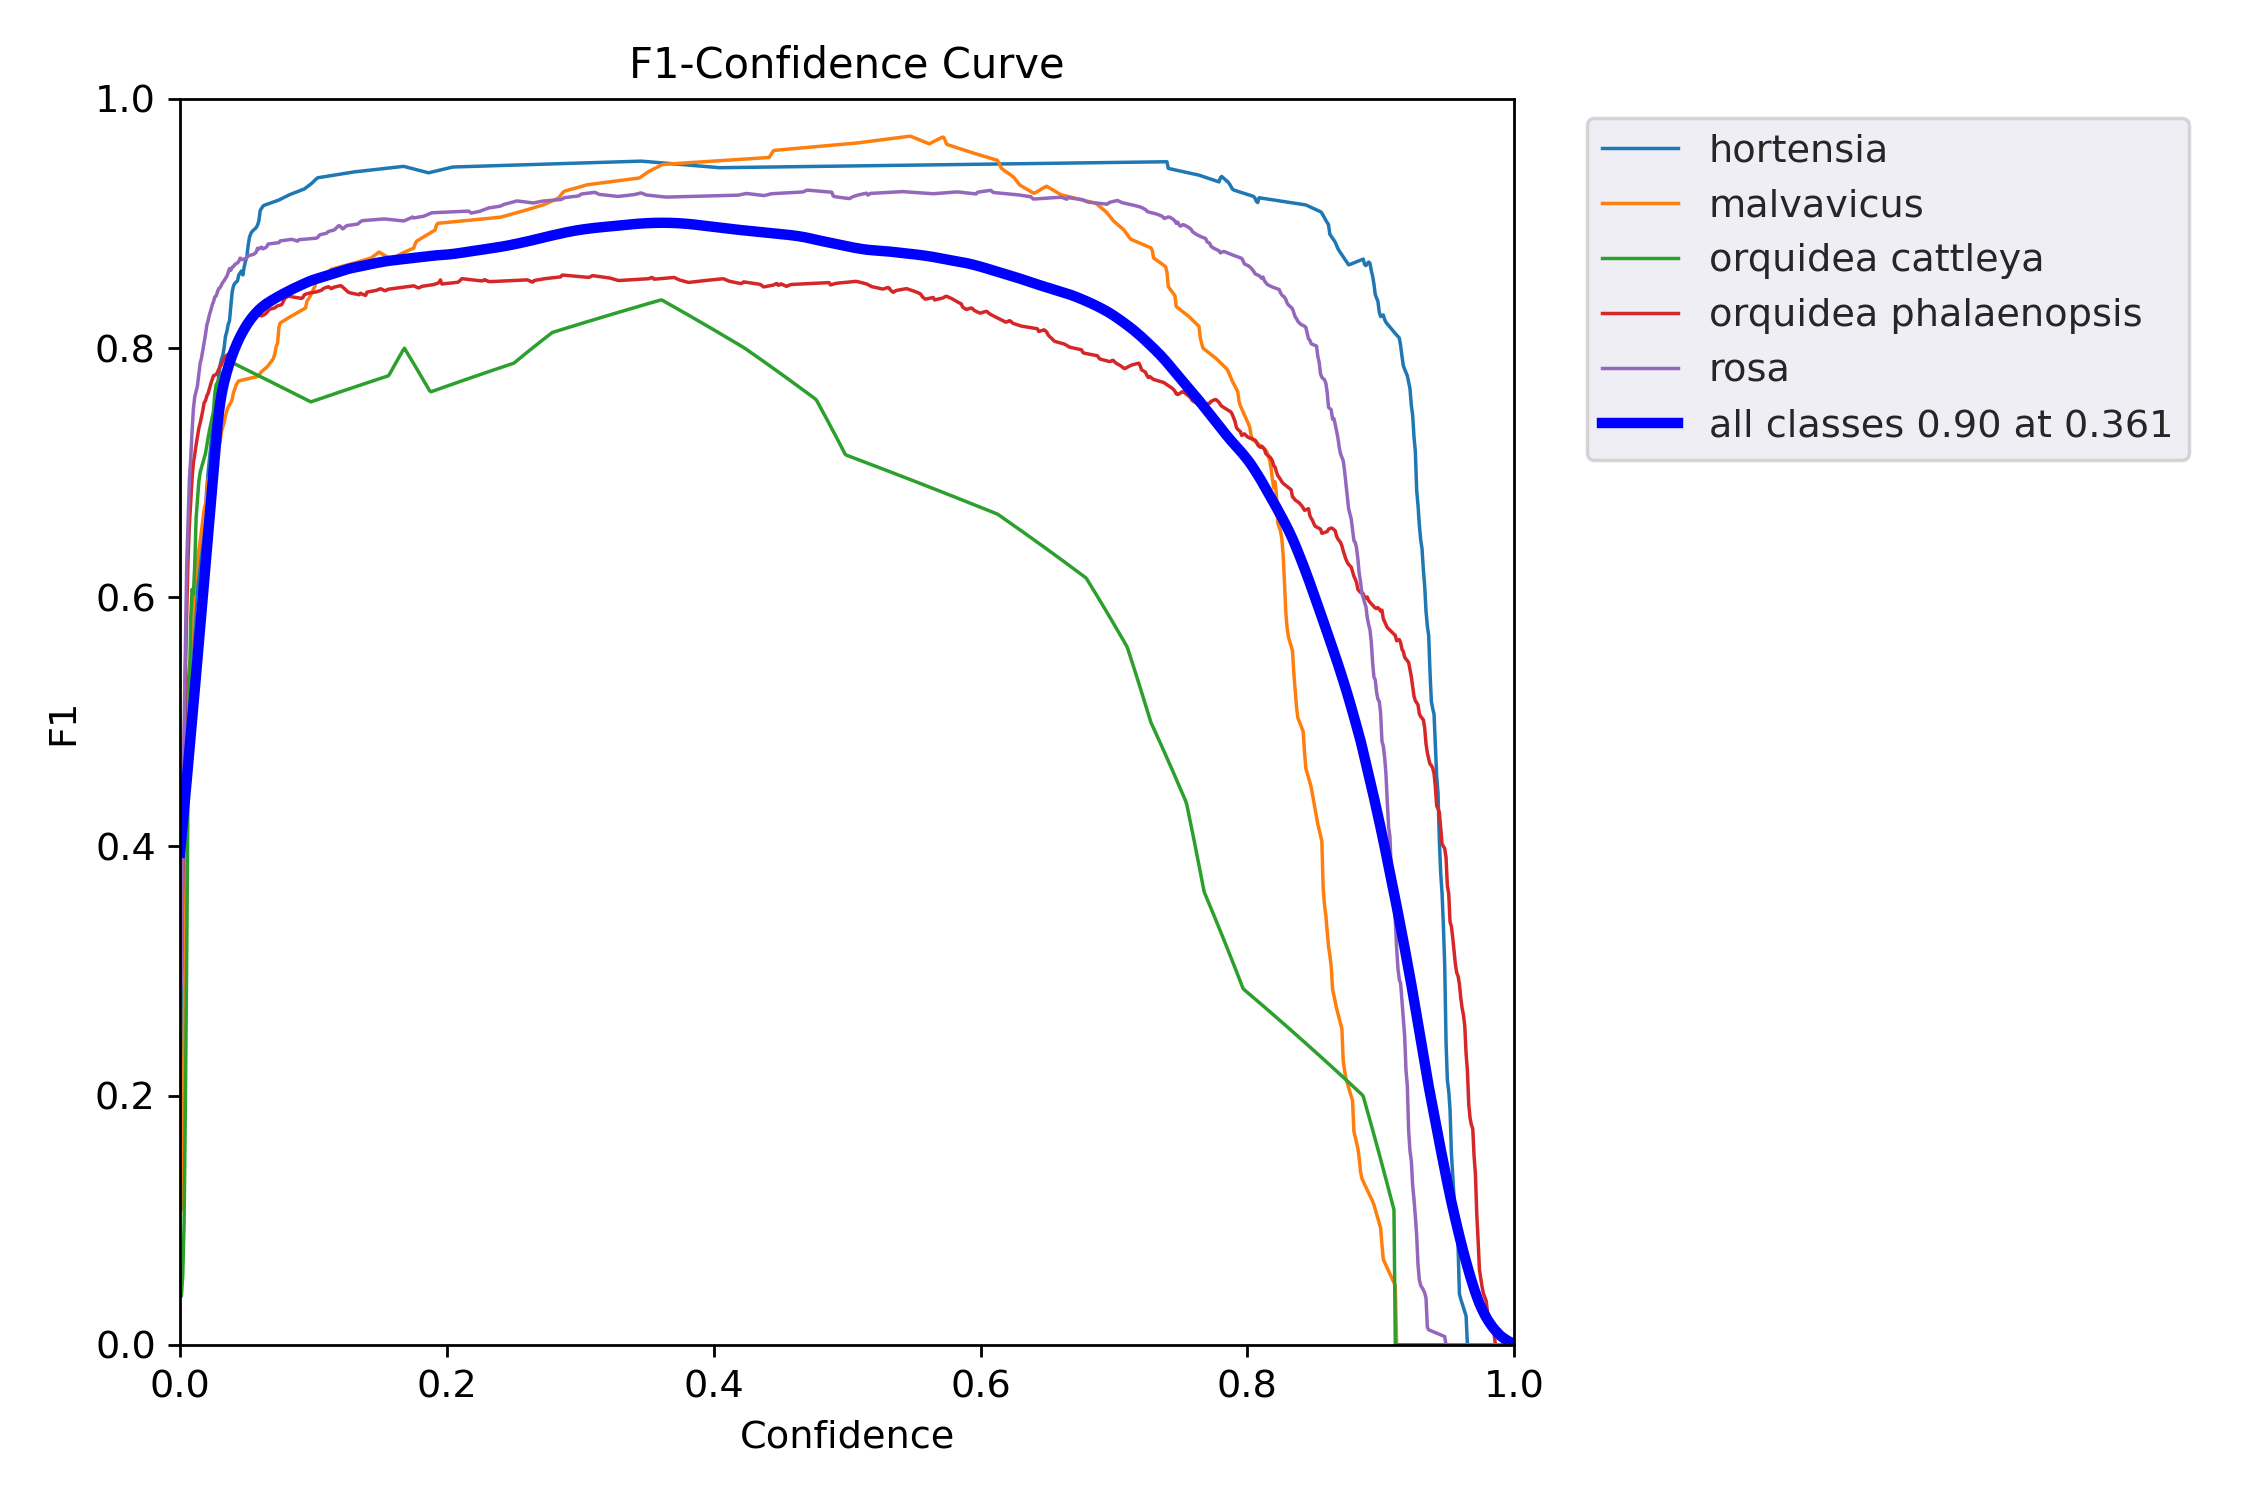 F1-Confidence Curve
1.0
0.8
0.6
0.4
0.2
0.0
F1
0.0 0.2 0.4 0.6 0.8 1.0
Confidence
hortensia
malvavicus
orquidea cattleya
orquidea phalaenopsis
rosa
all classes 0.90 at 0.361